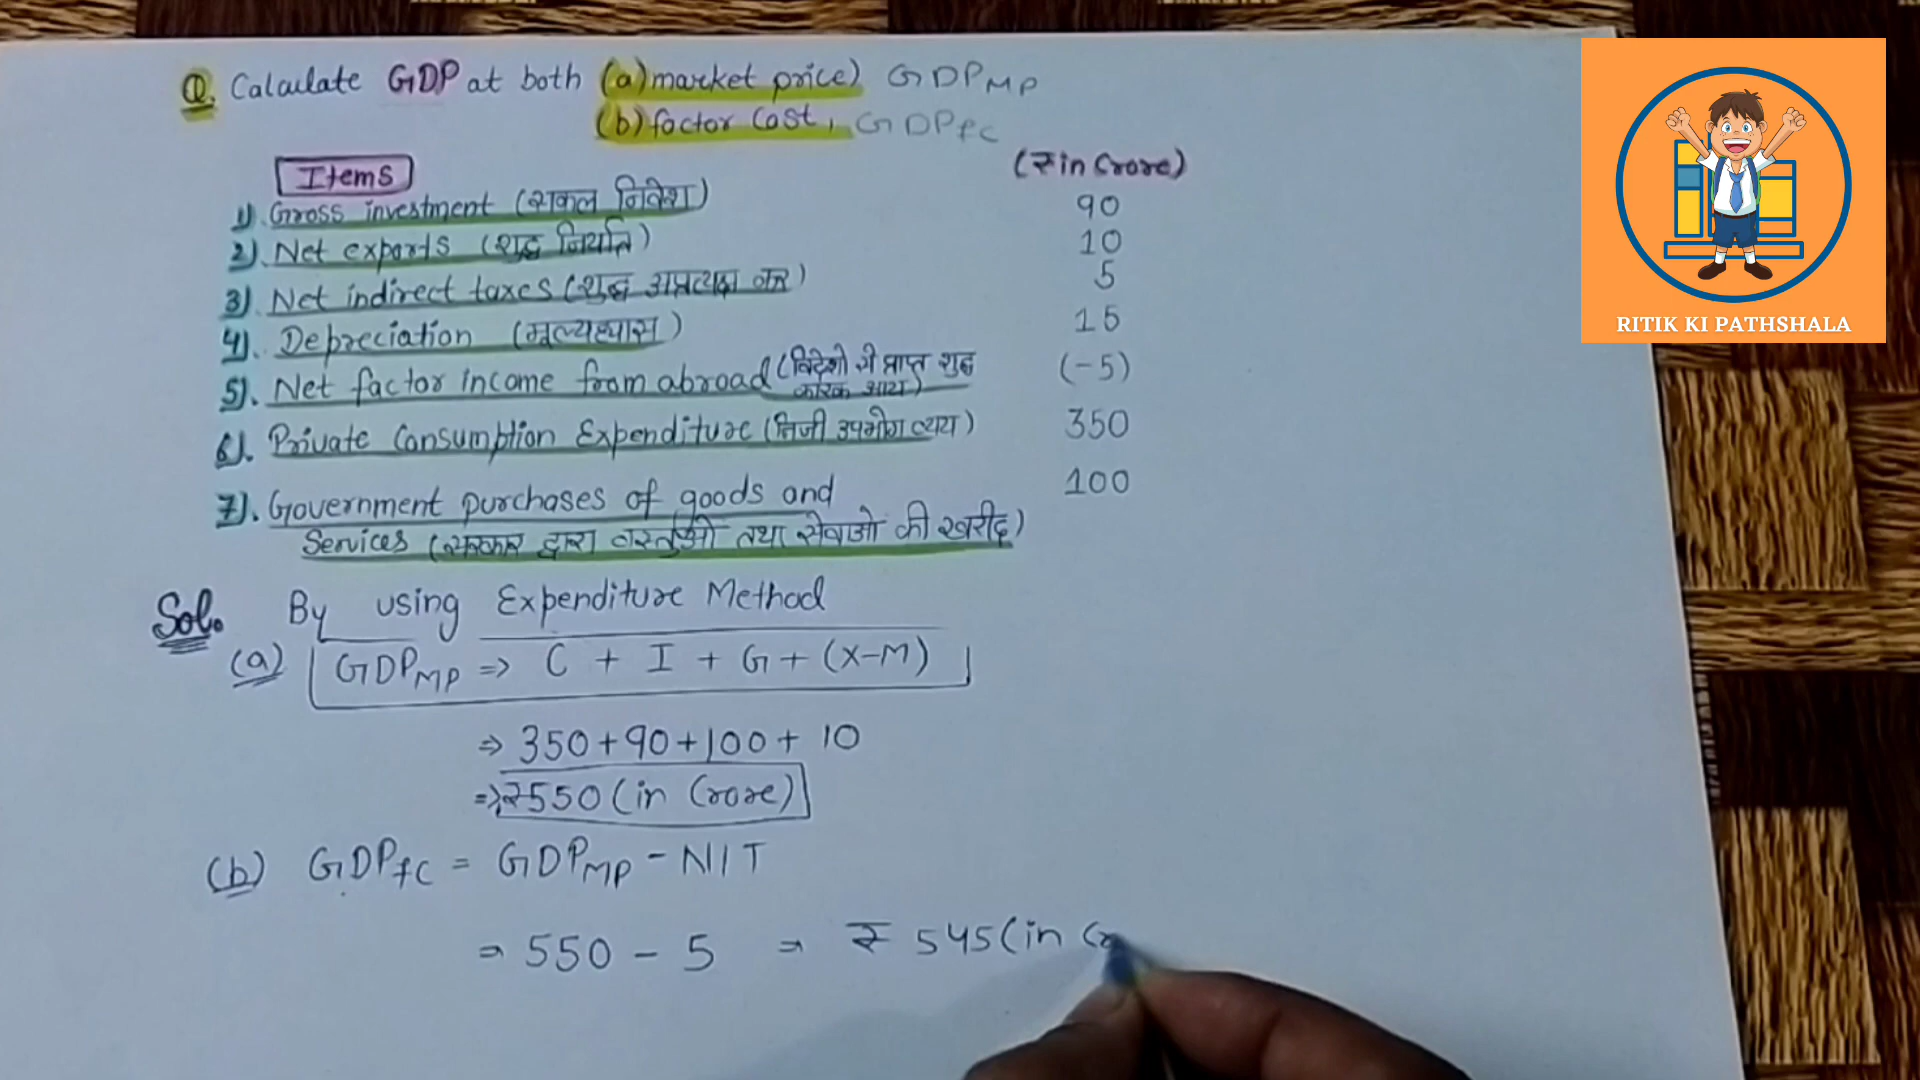 Q. Calculate GDP at both (a) market price) GDPMP
(b) factor Cost, GDPfc
Items (₹ in Crore)
1). Gross investment (सकल निवेश) 90
2). Net exports (शुद्ध निर्यात) 10
3). Net indirect taxes (शुद्ध अप्रत्यक्ष कर) 5
4). Depreciation (मूल्यह्यास) 15
5). Net factor income from abroad (विदेशो से प्राप्त शुद्ध कारक आय) (-5)
6). Private Consumption Expenditure (निजी उपभोग व्यय) 350
7). Government purchases of goods and 100
Services (सरकार द्वारा वस्तुओ तथा सेवाओ की खरीद)
Sol. By using Expenditure Method
(a) GDPMP => C + I + G + (X-M)
=> 350+90+100+ 10
=> ₹550 (in Crore)
(b) GDPfc = GDPMP - NIT
= 550 - 5 = ₹ 545 (in Cr
RITIK KI PATHSHALA